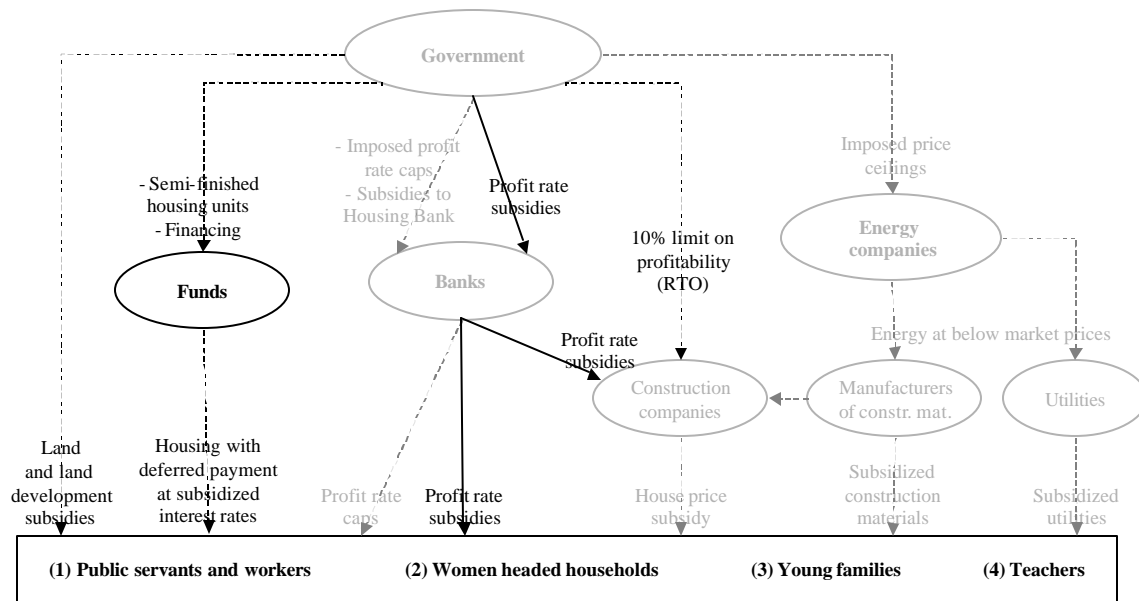 Government
- Imposed profit
rate caps
- Subsidies to
Housing Bank
Imposed price
ceilings
- Semi-finished
housing units
- Financing
Profit rate
subsidies
10% limit on
profitability
(RTO)
Energy
companies
Funds
Banks
Profit rate
subsidies
Energy at below market prices
Construction
companies
Manufacturers
of constr. mat.
Utilities
Land
and land
development
subsidies
Housing with
deferred payment
at subsidized
interest rates
Profit rate
caps
Profit rate
subsidies
House price
subsidy
Subsidized
construction
materials
Subsidized
utilities
(1) Public servants and workers
(2) Women headed households
(3) Young families
(4) Teachers